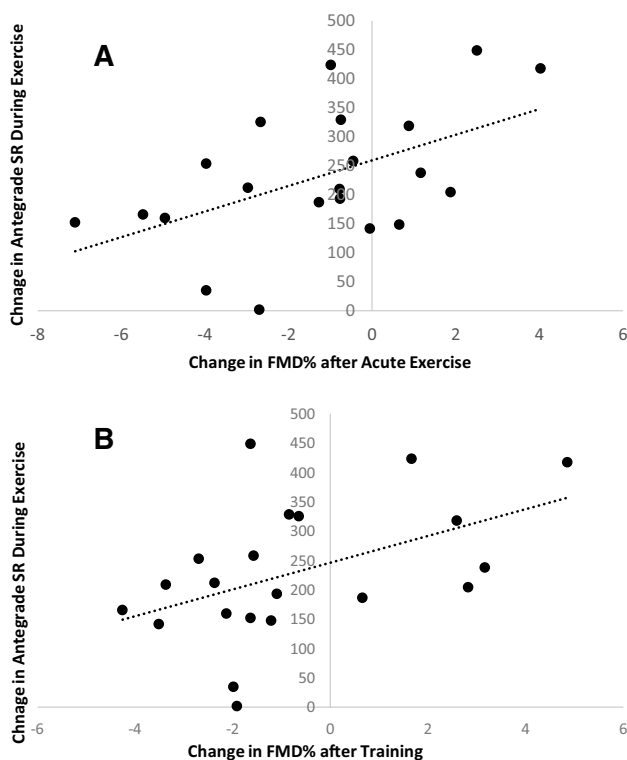 A
Chnage in Antegrade SR During Exercise
500
450
400
350
300
250
200
150
100
50
0
-8 -6 -4 -2 0 2 4 6
Change in FMD% after Acute Exercise
B
Chnage in Antegrade SR During Exercise
500
450
400
350
300
250
200
150
100
50
0
-6 -4 -2 0 2 4 6
Change in FMD% after Training